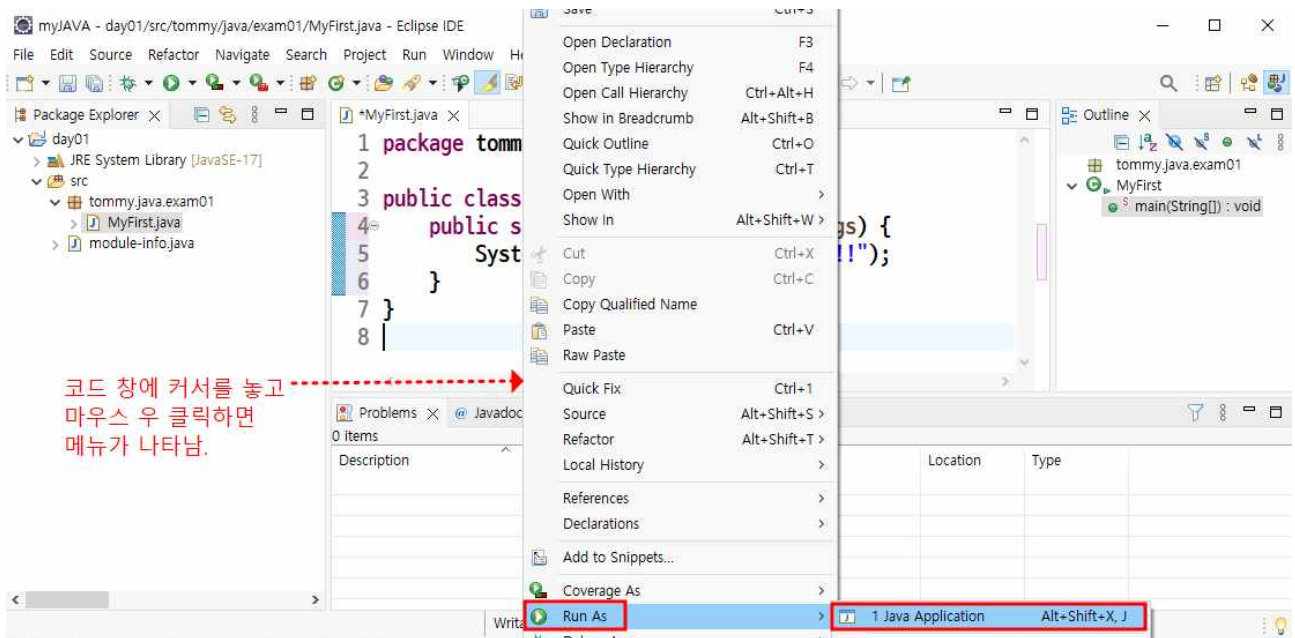 myJAVA - day01/src/tommy/java/exam01/MyFirst.java - Eclipse IDE
File Edit Source Refactor Navigate Search Project Run Window
Package Explorer
day01
JRE System Library [JavaSE-17]
src
tommy.java.exam01
MyFirst.java
module-info.java
*MyFirst.java
1 package tomm
2
3 public class
4 public s gs) {
5 Syst !!");
6 }
7 }
8
코드 창에 커서를 놓고
마우스 우 클릭하면
메뉴가 나타남.
Save Ctrl+S
Open Declaration F3
Open Type Hierarchy F4
Open Call Hierarchy Ctrl+Alt+H
Show in Breadcrumb Alt+Shift+B
Quick Outline Ctrl+O
Quick Type Hierarchy Ctrl+T
Open With >
Show In Alt+Shift+W >
Cut Ctrl+X
Copy Ctrl+C
Copy Qualified Name
Paste Ctrl+V
Raw Paste
Quick Fix Ctrl+1
Source Alt+Shift+S >
Refactor Alt+Shift+T >
Local History >
References >
Declarations >
Add to Snippets...
Coverage As >
Run As >
1 Java Application Alt+Shift+X, J
Outline
tommy.java.exam01
MyFirst
main(String[]) : void
Problems @ Javadoc
0 items
Description Location Type
Writa